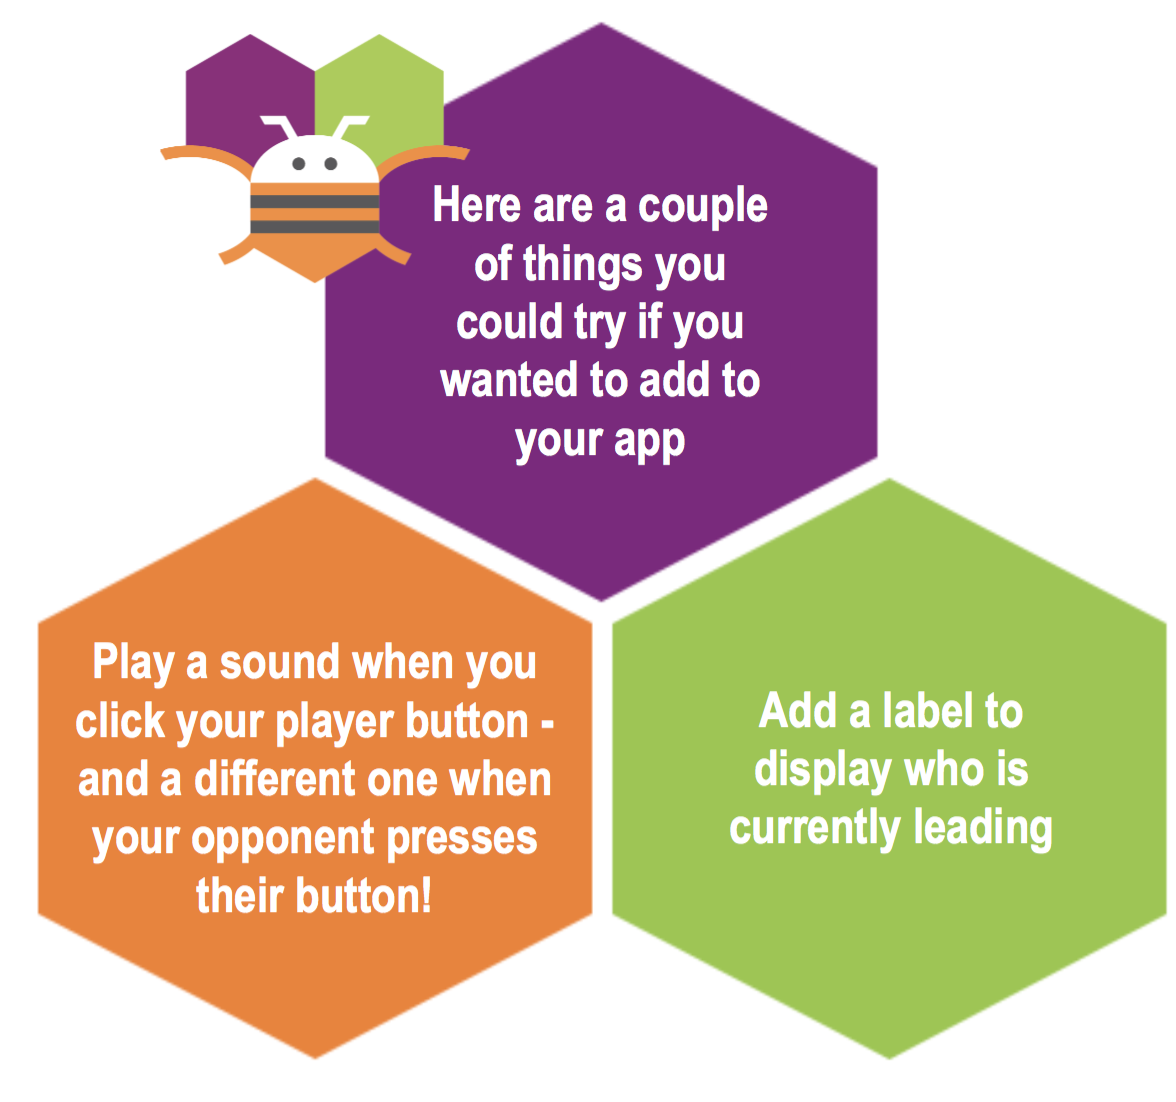 Here are a couple
of things you
could try if you
wanted to add to
your app
Play a sound when you
click your player button -
and a different one when
your opponent presses
their button!
Add a label to
display who is
currently leading